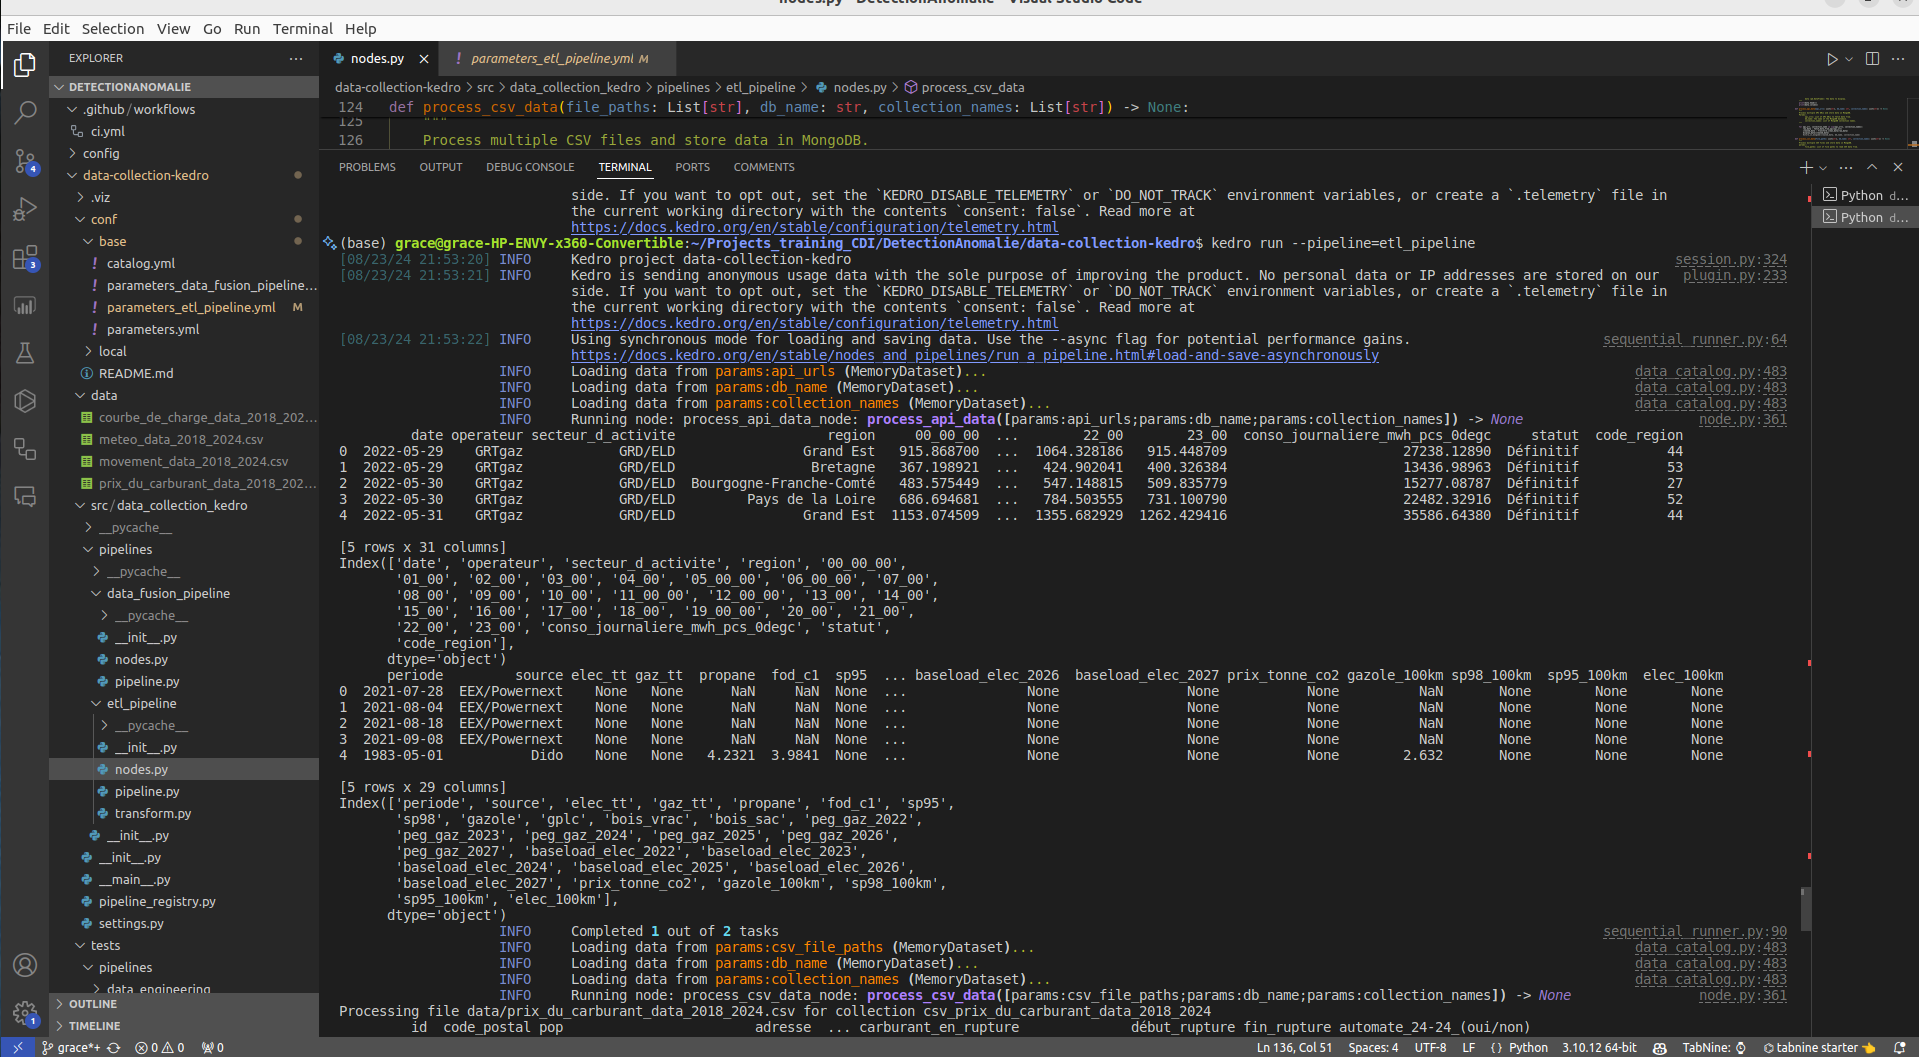 nodes.py - DetectionAnomalie - Visual Studio Code
File Edit Selection View Go Run Terminal Help
EXPLORER ···
DETECTIONANOMALIE
.github/workflows
ci.yml
config
data-collection-kedro
.viz
conf
base
catalog.yml
parameters_data_fusion_pipeline...
parameters_etl_pipeline.yml M
parameters.yml
local
README.md
data
courbe_de_charge_data_2018_202...
meteo_data_2018_2024.csv
movement_data_2018_2024.csv
prix_du_carburant_data_2018_202...
src/data_collection_kedro
__pycache__
pipelines
__pycache__
data_fusion_pipeline
__pycache__
__init__.py
nodes.py
pipeline.py
etl_pipeline
__pycache__
__init__.py
nodes.py
pipeline.py
transform.py
__init__.py
__init__.py
__main__.py
pipeline_registry.py
settings.py
tests
pipelines
data_engineering
OUTLINE
TIMELINE
4
3
1
nodes.py × ! parameters_etl_pipeline.yml M
data-collection-kedro > src > data_collection_kedro > pipelines > etl_pipeline > nodes.py > process_csv_data
124 def process_csv_data(file_paths: List[str], db_name: str, collection_names: List[str]) -> None:
125 """
126 Process multiple CSV files and store data in MongoDB.
PROBLEMS OUTPUT DEBUG CONSOLE TERMINAL PORTS COMMENTS
Python d...
Python d...
side. If you want to opt out, set the `KEDRO_DISABLE_TELEMETRY` or `DO_NOT_TRACK` environment variables, or create a `.telemetry` file in
the current working directory with the contents `consent: false`. Read more at
https://docs.kedro.org/en/stable/configuration/telemetry.html
(base) grace@grace-HP-ENVY-x360-Convertible:~/Projects_training_CDI/DetectionAnomalie/data-collection-kedro$ kedro run --pipeline=etl_pipeline
[08/23/24 21:53:20] INFO Kedro project data-collection-kedro session.py:324
[08/23/24 21:53:21] INFO Kedro is sending anonymous usage data with the sole purpose of improving the product. No personal data or IP addresses are stored on our plugin.py:233
side. If you want to opt out, set the `KEDRO_DISABLE_TELEMETRY` or `DO_NOT_TRACK` environment variables, or create a `.telemetry` file in
the current working directory with the contents `consent: false`. Read more at
https://docs.kedro.org/en/stable/configuration/telemetry.html
[08/23/24 21:53:22] INFO Using synchronous mode for loading and saving data. Use the --async flag for potential performance gains. sequential_runner.py:64
https://docs.kedro.org/en/stable/nodes_and_pipelines/run_a_pipeline.html#load-and-save-asynchronously
INFO Loading data from params:api_urls (MemoryDataset)... data_catalog.py:483
INFO Loading data from params:db_name (MemoryDataset)... data_catalog.py:483
INFO Loading data from params:collection_names (MemoryDataset)... data_catalog.py:483
INFO Running node: process_api_data_node: process_api_data([params:api_urls;params:db_name;params:collection_names]) -> None node.py:361
date operateur secteur_d_activite region 00_00_00 ... 22_00 23_00 conso_journaliere_mwh_pcs_0degc statut code_region
0 2022-05-29 GRTgaz GRD/ELD Grand Est 915.868700 ... 1064.328186 915.448709 27238.12890 Définitif 44
1 2022-05-29 GRTgaz GRD/ELD Bretagne 367.198921 ... 424.902041 400.326384 13436.98963 Définitif 53
2 2022-05-30 GRTgaz GRD/ELD Bourgogne-Franche-Comté 483.575449 ... 547.148815 509.835779 15277.08787 Définitif 27
3 2022-05-30 GRTgaz GRD/ELD Pays de la Loire 686.694681 ... 784.503555 731.100790 22482.32916 Définitif 52
4 2022-05-31 GRTgaz GRD/ELD Grand Est 1153.074509 ... 1355.682929 1262.429416 35586.64380 Définitif 44
[5 rows x 31 columns]
Index(['date', 'operateur', 'secteur_d_activite', 'region', '00_00_00',
'01_00', '02_00', '03_00', '04_00', '05_00_00', '06_00_00', '07_00',
'08_00', '09_00', '10_00', '11_00_00', '12_00_00', '13_00', '14_00',
'15_00', '16_00', '17_00', '18_00', '19_00_00', '20_00', '21_00',
'22_00', '23_00', 'conso_journaliere_mwh_pcs_0degc', 'statut',
'code_region'],
dtype='object')
periode source elec_tt gaz_tt propane fod_c1 sp95 ... baseload_elec_2026 baseload_elec_2027 prix_tonne_co2 gazole_100km sp98_100km sp95_100km elec_100km
0 2021-07-28 EEX/Powernext None None NaN NaN None ... None None None NaN None None None
1 2021-08-04 EEX/Powernext None None NaN NaN None ... None None None NaN None None None
2 2021-08-18 EEX/Powernext None None NaN NaN None ... None None None NaN None None None
3 2021-09-08 EEX/Powernext None None NaN NaN None ... None None None NaN None None None
4 1983-05-01 Dido None None 4.2321 3.9841 None ... None None None 2.632 None None None
[5 rows x 29 columns]
Index(['periode', 'source', 'elec_tt', 'gaz_tt', 'propane', 'fod_c1', 'sp95',
'sp98', 'gazole', 'gplc', 'bois_vrac', 'bois_sac', 'peg_gaz_2022',
'peg_gaz_2023', 'peg_gaz_2024', 'peg_gaz_2025', 'peg_gaz_2026',
'peg_gaz_2027', 'baseload_elec_2022', 'baseload_elec_2023',
'baseload_elec_2024', 'baseload_elec_2025', 'baseload_elec_2026',
'baseload_elec_2027', 'prix_tonne_co2', 'gazole_100km', 'sp98_100km',
'sp95_100km', 'elec_100km'],
dtype='object')
INFO Completed 1 out of 2 tasks sequential_runner.py:90
INFO Loading data from params:csv_file_paths (MemoryDataset)... data_catalog.py:483
INFO Loading data from params:db_name (MemoryDataset)... data_catalog.py:483
INFO Loading data from params:collection_names (MemoryDataset)... data_catalog.py:483
INFO Running node: process_csv_data_node: process_csv_data([params:csv_file_paths;params:db_name;params:collection_names]) -> None node.py:361
Processing file data/prix_du_carburant_data_2018_2024.csv for collection csv_prix_du_carburant_data_2018_2024
id code_postal pop adresse ... carburant_en_rupture début_rupture fin_rupture automate_24-24_(oui/non)
grace*+ 0 0 0 Ln 136, Col 51 Spaces: 4 UTF-8 LF {} Python 3.10.12 64-bit TabNine: tabnine starter